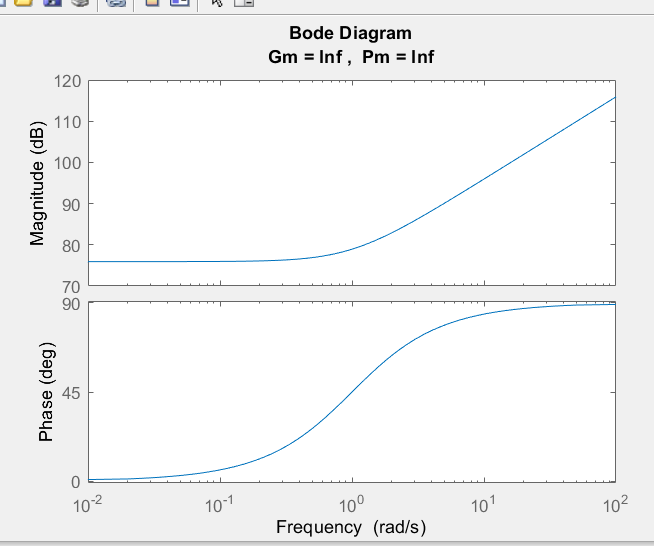 Bode Diagram
Gm = Inf , Pm = Inf
120
110
100
90
80
70
Magnitude (dB)
90
45
0
Phase (deg)
10-2
10-1
100
101
102
Frequency (rad/s)